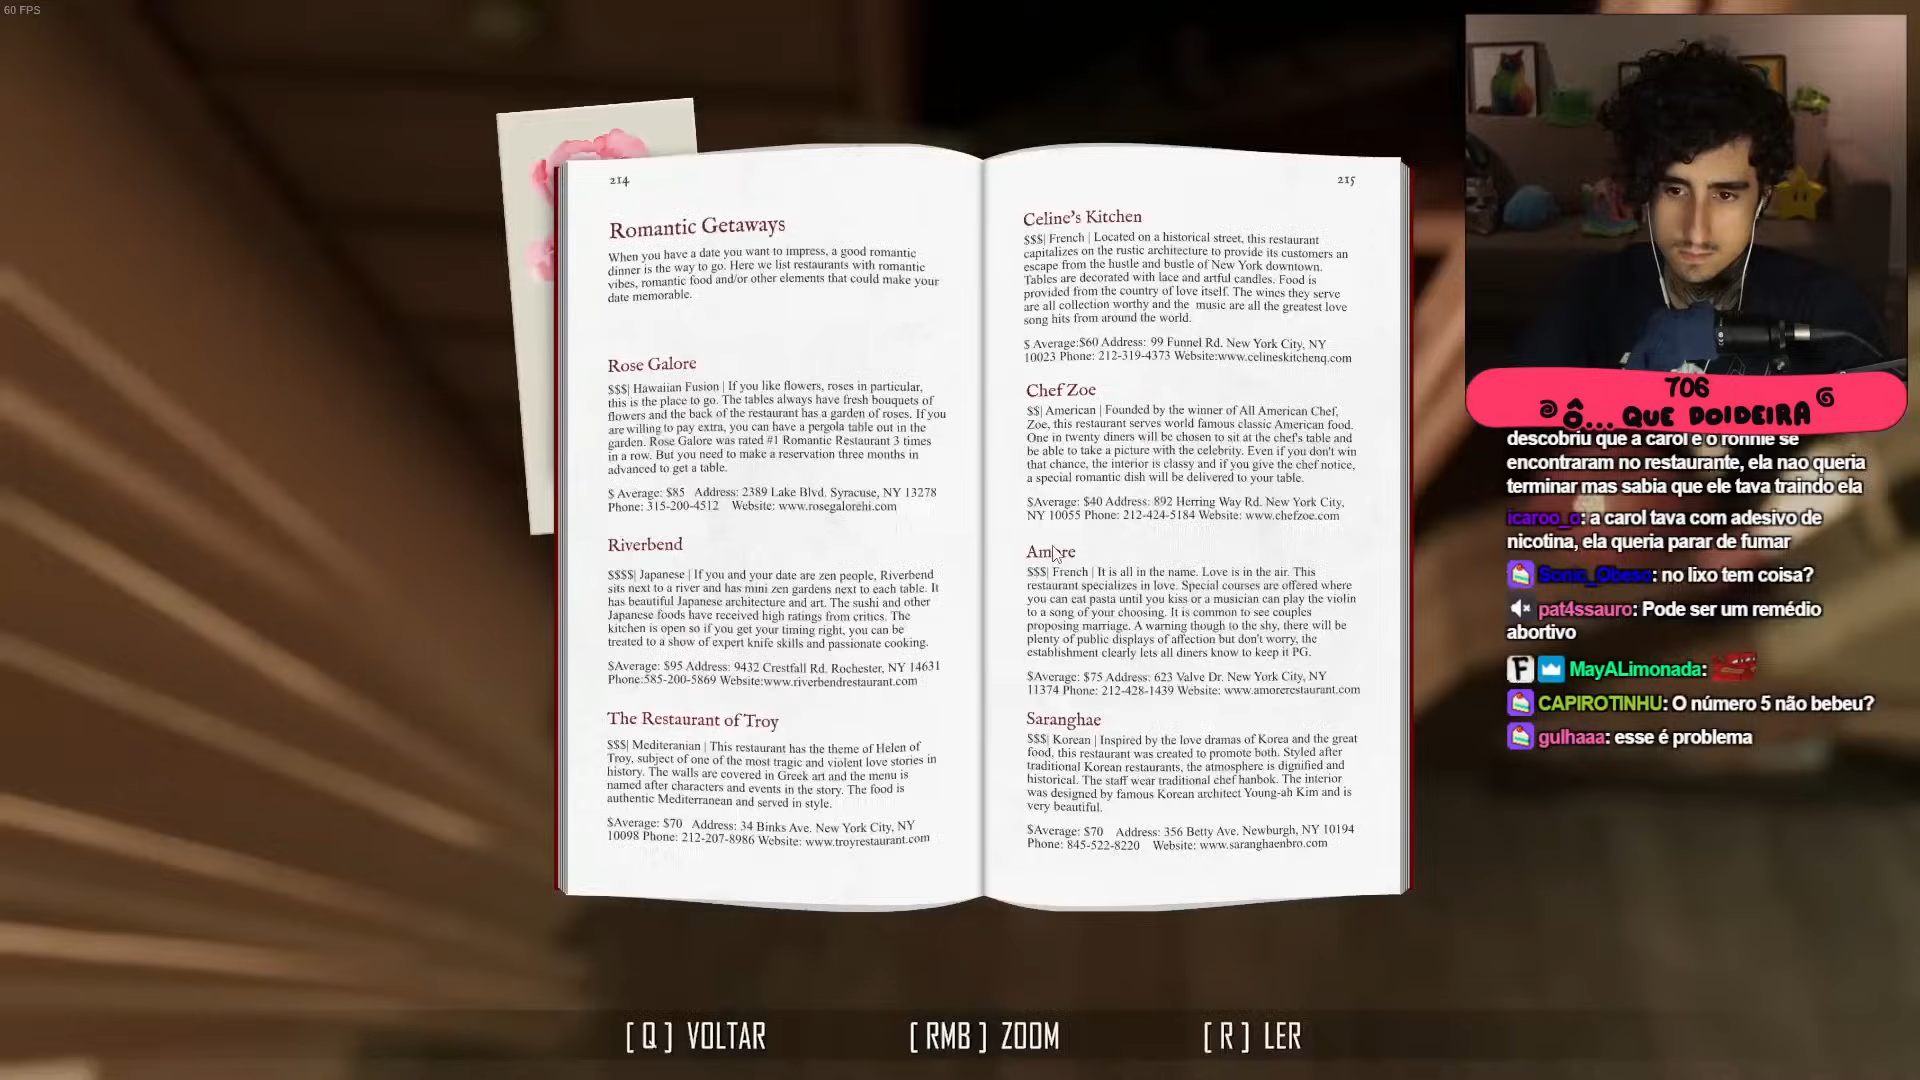 60 FPS
214
Romantic Getaways
When you have a date you want to impress, a good romantic
dinner is the way to go. Here we list restaurants with romantic
vibes, romantic food and/or other elements that could make your
date memorable.
Rose Galore
$$$| Hawaiian Fusion | If you like flowers, roses in particular,
this is the place to go. The tables always have fresh bouquets of
flowers and the back of the restaurant has a garden of roses. If you
are willing to pay extra, you can have a pergola table out in the
garden. Rose Galore was rated #1 Romantic Restaurant 3 times
in a row. But you need to make a reservation three months in
advanced to get a table.
$ Average: $85 Address: 2389 Lake Blvd. Syracuse, NY 13278
Phone: 315-200-4512 Website: www.rosegalorehi.com
Riverbend
$$$$| Japanese | If you and your date are zen people, Riverbend
sits next to a river and has mini zen gardens next to each table. It
has beautiful Japanese architecture and art. The sushi and other
Japanese foods have received high ratings from critics. The
kitchen is open so if you get your timing right, you can be
treated to a show of expert knife skills and passionate cooking.
$Average: $95 Address: 9432 Crestfall Rd. Rochester, NY 14631
Phone:585-200-5869 Website:www.riverbendrestaurant.com
The Restaurant of Troy
$$$| Mediteranian | This restaurant has the theme of Helen of
Troy, subject of one of the most tragic and violent love stories in
history. The walls are covered in Greek art and the menu is
named after characters and events in the story. The food is
authentic Mediterranean and served in style.
$Average: $70 Address: 34 Binks Ave. New York City, NY
10098 Phone: 212-207-8986 Website: www.troyrestaurant.com
215
Celine's Kitchen
$$$| French | Located on a historical street, this restaurant
capitalizes on the rustic architecture to provide its customers an
escape from the hustle and bustle of New York downtown.
Tables are decorated with lace and artful candles. Food is
provided from the country of love itself. The wines they serve
are all collection worthy and the music are all the greatest love
song hits from around the world.
$ Average:$60 Address: 99 Funnel Rd. New York City, NY
10023 Phone: 212-319-4373 Website:www.celineskitchenq.com
Chef Zoe
$$| American | Founded by the winner of All American Chef,
Zoe, this restaurant serves world famous classic American food.
One in twenty diners will be chosen to sit at the chef's table and
be able to take a picture with the celebrity. Even if you don't win
that chance, the interior is classy and if you give the chef notice,
a special romantic dish will be delivered to your table.
$Average: $40 Address: 892 Herring Way Rd. New York City,
NY 10055 Phone: 212-424-5184 Website: www.chefzoe.com
Amore
$$$| French | It is all in the name. Love is in the air. This
restaurant specializes in love. Special courses are offered where
you can eat pasta until you kiss or a musician can play the violin
to a song of your choosing. It is common to see couples
proposing marriage. A warning though to the shy, there will be
plenty of public displays of affection but don't worry, the
establishment clearly lets all diners know to keep it PG.
$Average: $75 Address: 623 Valve Dr. New York City, NY
11374 Phone: 212-428-1439 Website: www.amorerestaurant.com
Saranghae
$$$| Korean | Inspired by the love dramas of Korea and the great
food, this restaurant was created to promote both. Styled after
traditional Korean restaurants, the atmosphere is dignified and
historical. The staff wear traditional chef hanbok. The interior
was designed by famous Korean architect Young-ah Kim and is
very beautiful.
$Average: $70 Address: 356 Betty Ave. Newburgh, NY 10194
Phone: 845-522-8220 Website: www.saranghaenbro.com
706
Ô... QUE DOIDEIRA
descobriu que a carol e o ronnie se
encontraram no restaurante, ela nao queria
terminar mas sabia que ele tava traindo ela
icaroo_o: a carol tava com adesivo de
nicotina, ela queria parar de fumar
Sonic_Obeso: no lixo tem coisa?
pat4ssauro: Pode ser um remédio
abortivo
F MayALimonada:
CAPIROTINHU: O número 5 não bebeu?
gulhaaa: esse é problema
[ Q ] VOLTAR
[ RMB ] ZOOM
[ R ] LER